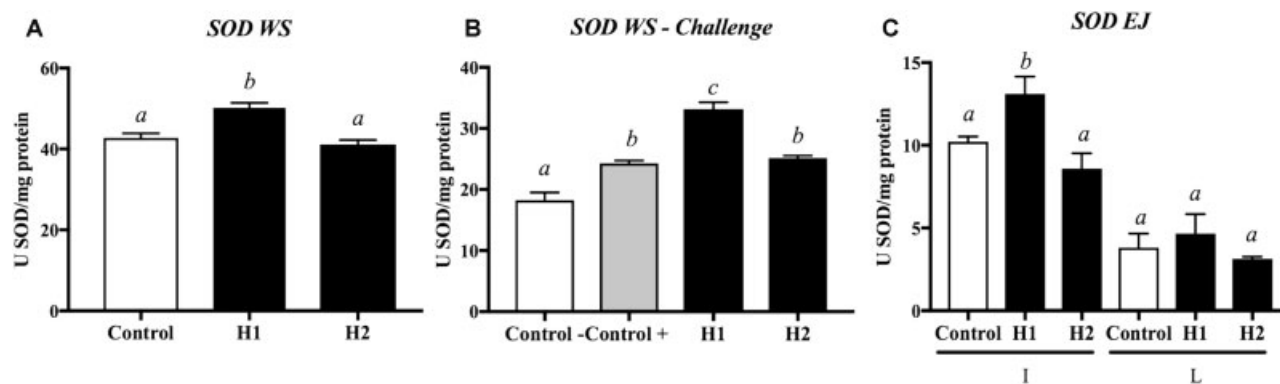 A
SOD WS
U SOD/mg protein
60
40
20
0
a
b
a
Control H1 H2
B
SOD WS - Challenge
U SOD/mg protein
40
30
20
10
0
a
b
c
b
Control -Control + H1 H2
C
SOD EJ
U SOD/mg protein
15
10
5
0
a
b
a
a
a
a
Control H1 H2 Control H1 H2
I L